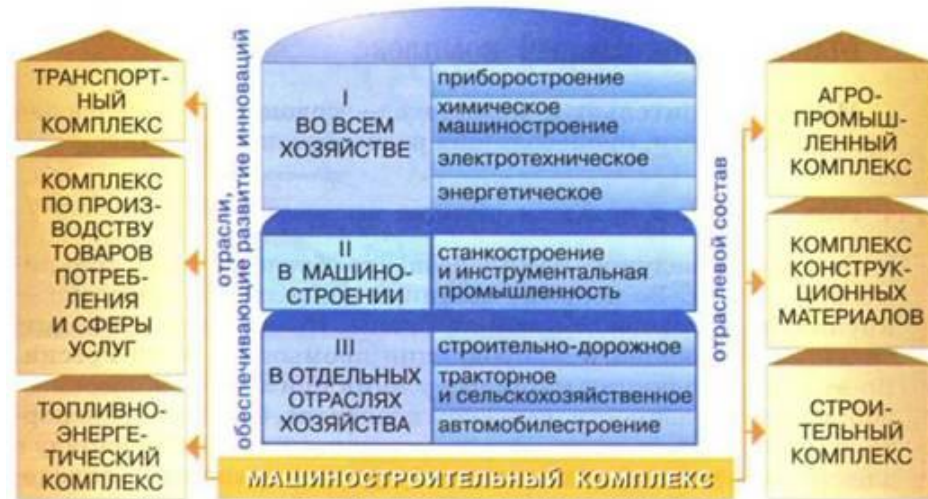 ТРАНСПОРТ-
НЫЙ
КОМПЛЕКС
КОМПЛЕКС
ПО ПРОИЗ-
ВОДСТВУ
ТОВАРОВ
ПОТРЕБ-
ЛЕНИЯ
И СФЕРЫ
УСЛУГ
ТОПЛИВНО-
ЭНЕРГЕ-
ТИЧЕСКИЙ
КОМПЛЕКС
отрасли,
обеспечивающие развитие инноваций
I
ВО ВСЕМ
ХОЗЯЙСТВЕ
приборостроение
химическое
машиностроение
электротехническое
энергетическое
II
В МАШИНО-
СТРОЕНИИ
станкостроение
и инструментальная
промышленность
III
В ОТДЕЛЬНЫХ
ОТРАСЛЯХ
ХОЗЯЙСТВА
строительно-дорожное
тракторное
и сельскохозяйственное
автомобилестроение
отраслевой состав
АГРО-
ПРОМЫШ-
ЛЕННЫЙ
КОМПЛЕКС
КОМПЛЕКС
КОНСТРУК-
ЦИОННЫХ
МАТЕРИАЛОВ
СТРОИ-
ТЕЛЬНЫЙ
КОМПЛЕКС
МАШИНОСТРОИТЕЛЬНЫЙ КОМПЛЕКС